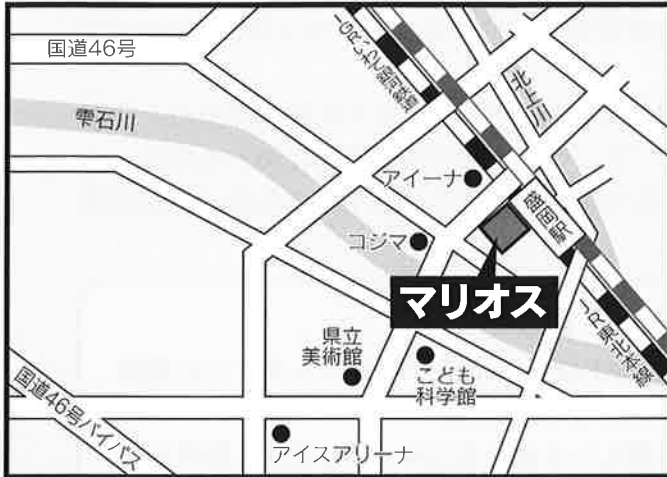 国道46号
IGRいわて銀河鉄道
北上川
雫石川
アイーナ
盛岡駅
コジマ
マリオス
JR東北本線
県立
美術館
こども
科学館
国道46号バイパス
アイスアリーナ